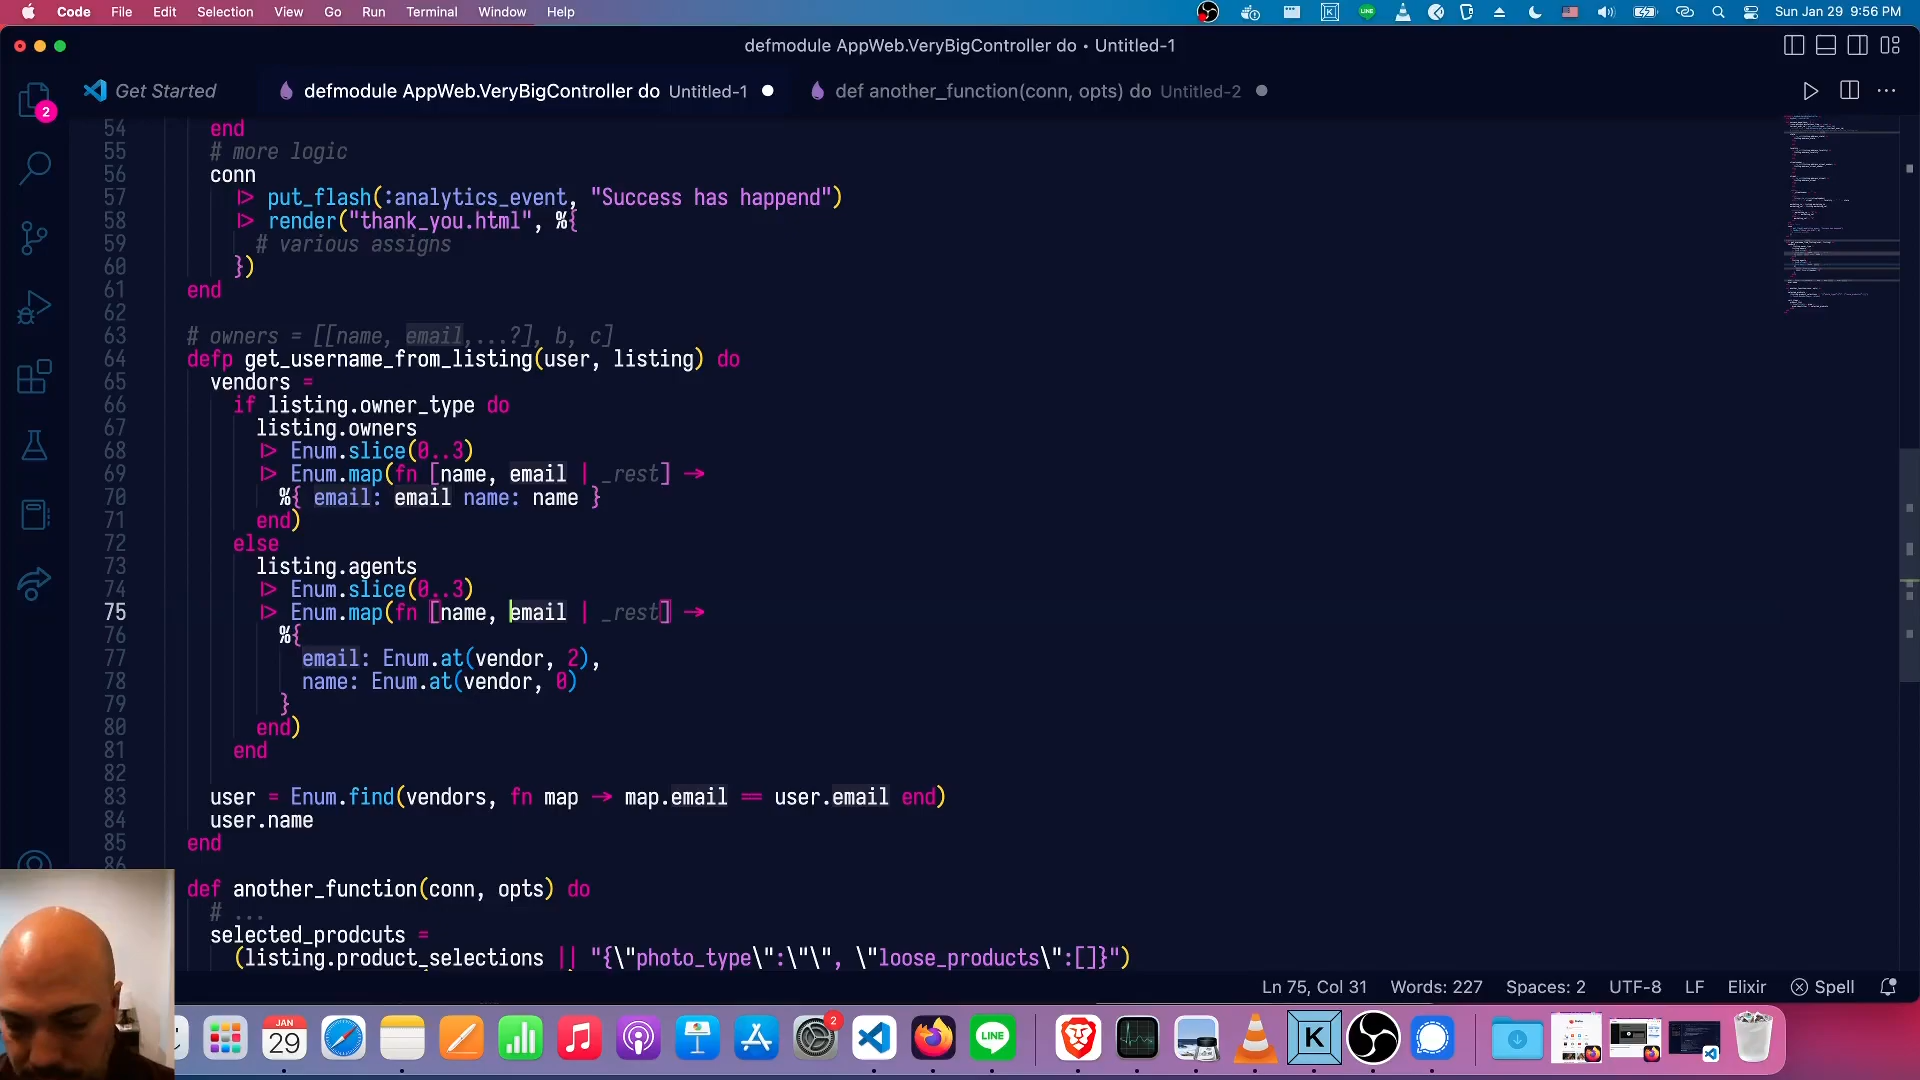 Code File Edit Selection View Go Run Terminal Window Help
Sun Jan 29 9:56 PM
defmodule AppWeb.VeryBigController do • Untitled-1
Get Started
defmodule AppWeb.VeryBigController do Untitled-1
def another_function(conn, opts) do Untitled-2
2
54 end
55 # more logic
56 conn
57 |> put_flash(:analytics_event, "Success has happend")
58 |> render("thank_you.html", %{
59 # various assigns
60 })
61 end
62
63 # owners = [[name, email,...?], b, c]
64 defp get_username_from_listing(user, listing) do
65 vendors =
66 if listing.owner_type do
67 listing.owners
68 |> Enum.slice(0..3)
69 |> Enum.map(fn [name, email | _rest] ->
70 %{ email: email name: name }
71 end)
72 else
73 listing.agents
74 |> Enum.slice(0..3)
75 |> Enum.map(fn [name, email | _rest] ->
76 %{
77 email: Enum.at(vendor, 2),
78 name: Enum.at(vendor, 0)
79 }
80 end)
81 end
82
83 user = Enum.find(vendors, fn map -> map.email == user.email end)
84 user.name
85 end
86
def another_function(conn, opts) do
# ...
selected_prodcuts =
(listing.product_selections || "{\"photo_type\":\"\", \"loose_products\":[]}")
Ln 75, Col 31 Words: 227 Spaces: 2 UTF-8 LF Elixir Spell
JAN
29
2
LINE
K